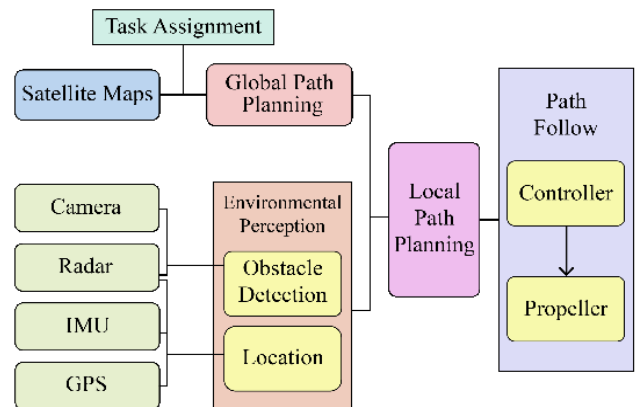 Task Assignment
Satellite Maps
Global Path
Planning
Path
Follow
Camera
Radar
IMU
GPS
Environmental
Perception
Obstacle
Detection
Location
Local
Path
Planning
Controller
Propeller